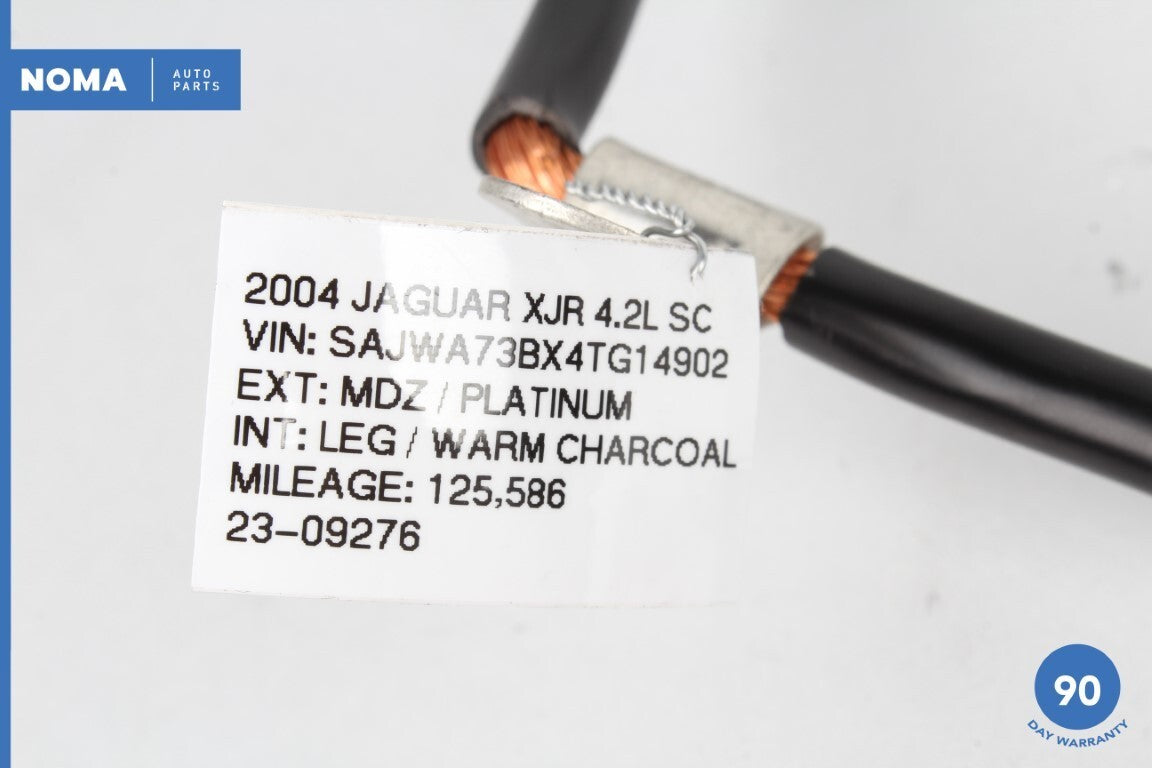 NOMA
AUTO
PARTS
2004 JAGUAR XJR 4.2L SC
VIN: SAJWA73BX4TG14902
EXT: MDZ / PLATINUM
INT: LEG / WARM CHARCOAL
MILEAGE: 125,586
23-09276
90
DAY WARRANTY